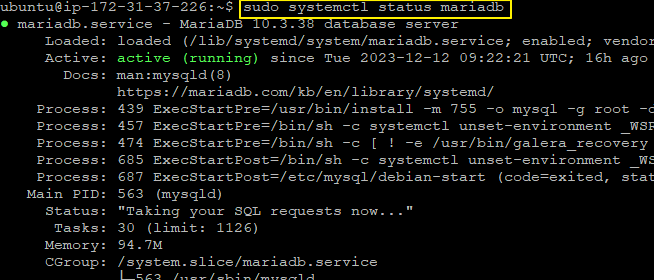 ubuntu@ip-172-31-37-226:~$ sudo systemctl status mariadb
● mariadb.service - MariaDB 10.3.38 database server
Loaded: loaded (/lib/systemd/system/mariadb.service; enabled; vendor
Active: active (running) since Tue 2023-12-12 09:22:21 UTC; 16h ago
Docs: man:mysqld(8)
https://mariadb.com/kb/en/library/systemd/
Process: 439 ExecStartPre=/usr/bin/install -m 755 -o mysql -g root -d
Process: 457 ExecStartPre=/bin/sh -c systemctl unset-environment _WSR
Process: 474 ExecStartPre=/bin/sh -c [ ! -e /usr/bin/galera_recovery
Process: 685 ExecStartPost=/bin/sh -c systemctl unset-environment _WS
Process: 687 ExecStartPost=/etc/mysql/debian-start (code=exited, stat
Main PID: 563 (mysqld)
Status: "Taking your SQL requests now..."
Tasks: 30 (limit: 1126)
Memory: 94.7M
CGroup: /system.slice/mariadb.service
└─563 /usr/sbin/mysqld